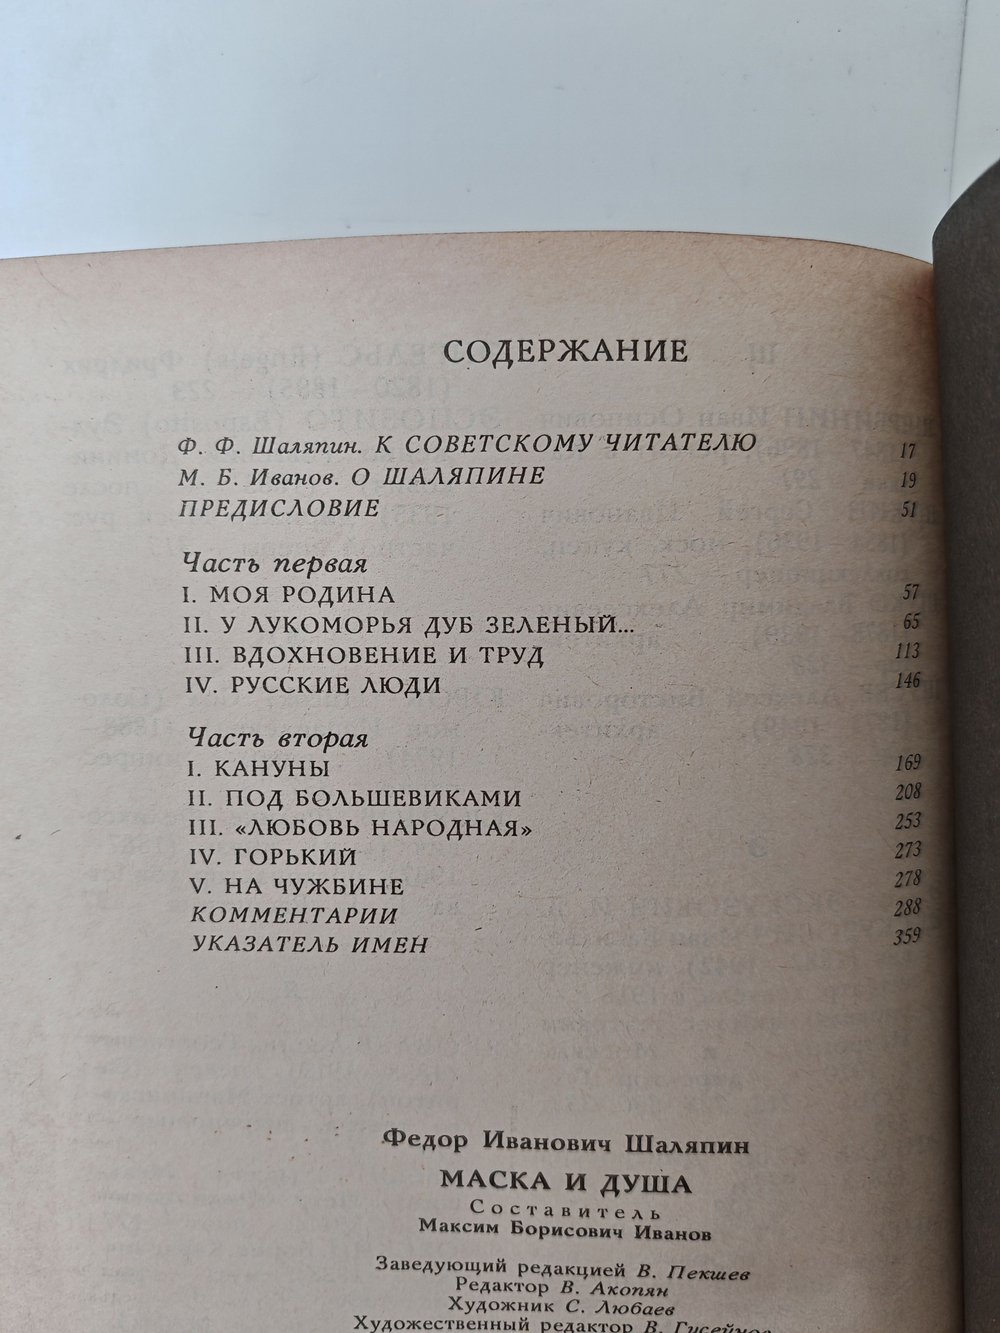 СОДЕРЖАНИЕ
Ф. Ф. Шаляпин. К СОВЕТСКОМУ ЧИТАТЕЛЮ 17
М. Б. Иванов. О ШАЛЯПИНЕ 19
ПРЕДИСЛОВИЕ 51
Часть первая
I. МОЯ РОДИНА 57
II. У ЛУКОМОРЬЯ ДУБ ЗЕЛЕНЫЙ... 65
III. ВДОХНОВЕНИЕ И ТРУД 113
IV. РУССКИЕ ЛЮДИ 146
Часть вторая
I. КАНУНЫ 169
II. ПОД БОЛЬШЕВИКАМИ 208
III. «ЛЮБОВЬ НАРОДНАЯ» 253
IV. ГОРЬКИЙ 273
V. НА ЧУЖБИНЕ 278
КОММЕНТАРИИ 288
УКАЗАТЕЛЬ ИМЕН 359
Федор Иванович Шаляпин
МАСКА И ДУША
Составитель
Максим Борисович Иванов
Заведующий редакцией В. Пекшев
Редактор В. Акопян
Художник С. Любаев
Художественный редактор В. Гусейнов